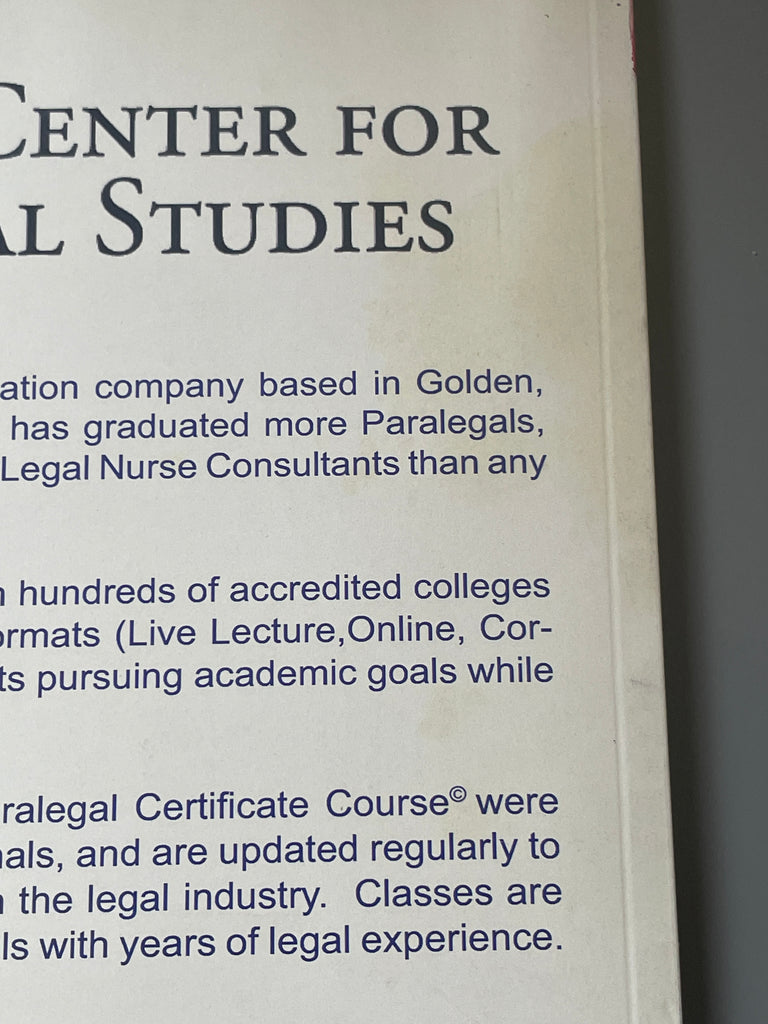 CENTER FOR
AL STUDIES
ation company based in Golden,
has graduated more Paralegals,
Legal Nurse Consultants than any
n hundreds of accredited colleges
ormats (Live Lecture,Online, Cor-
ts pursuing academic goals while
ralegal Certificate Course© were
nals, and are updated regularly to
n the legal industry. Classes are
ls with years of legal experience.